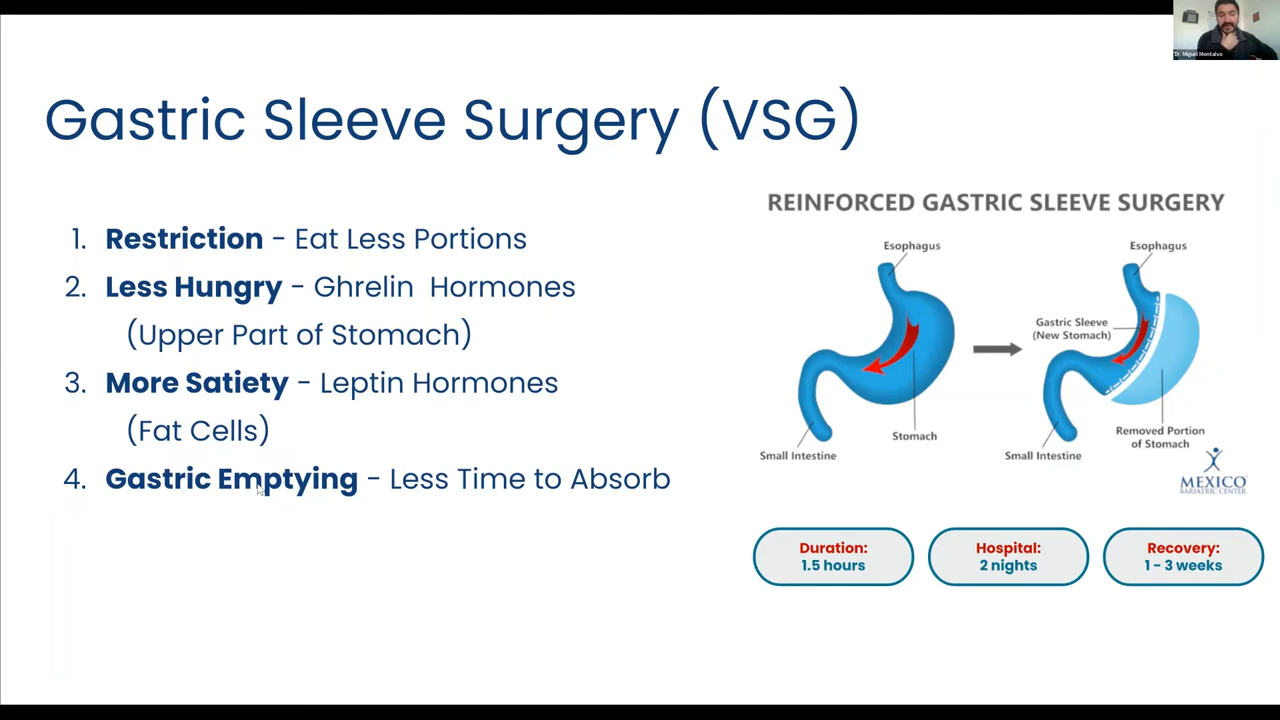 Dr. Miguel Montalvo
Gastric Sleeve Surgery (VSG)
1. Restriction - Eat Less Portions
2. Less Hungry - Ghrelin Hormones
(Upper Part of Stomach)
3. More Satiety - Leptin Hormones
(Fat Cells)
4. Gastric Emptying - Less Time to Absorb
REINFORCED GASTRIC SLEEVE SURGERY
Esophagus
Stomach
Small Intestine
Esophagus
Gastric Sleeve
(New Stomach)
Removed Portion
of Stomach
Small Intestine
MEXICO
BARIATRIC CENTER
Duration:
1.5 hours
Hospital:
2 nights
Recovery:
1 - 3 weeks